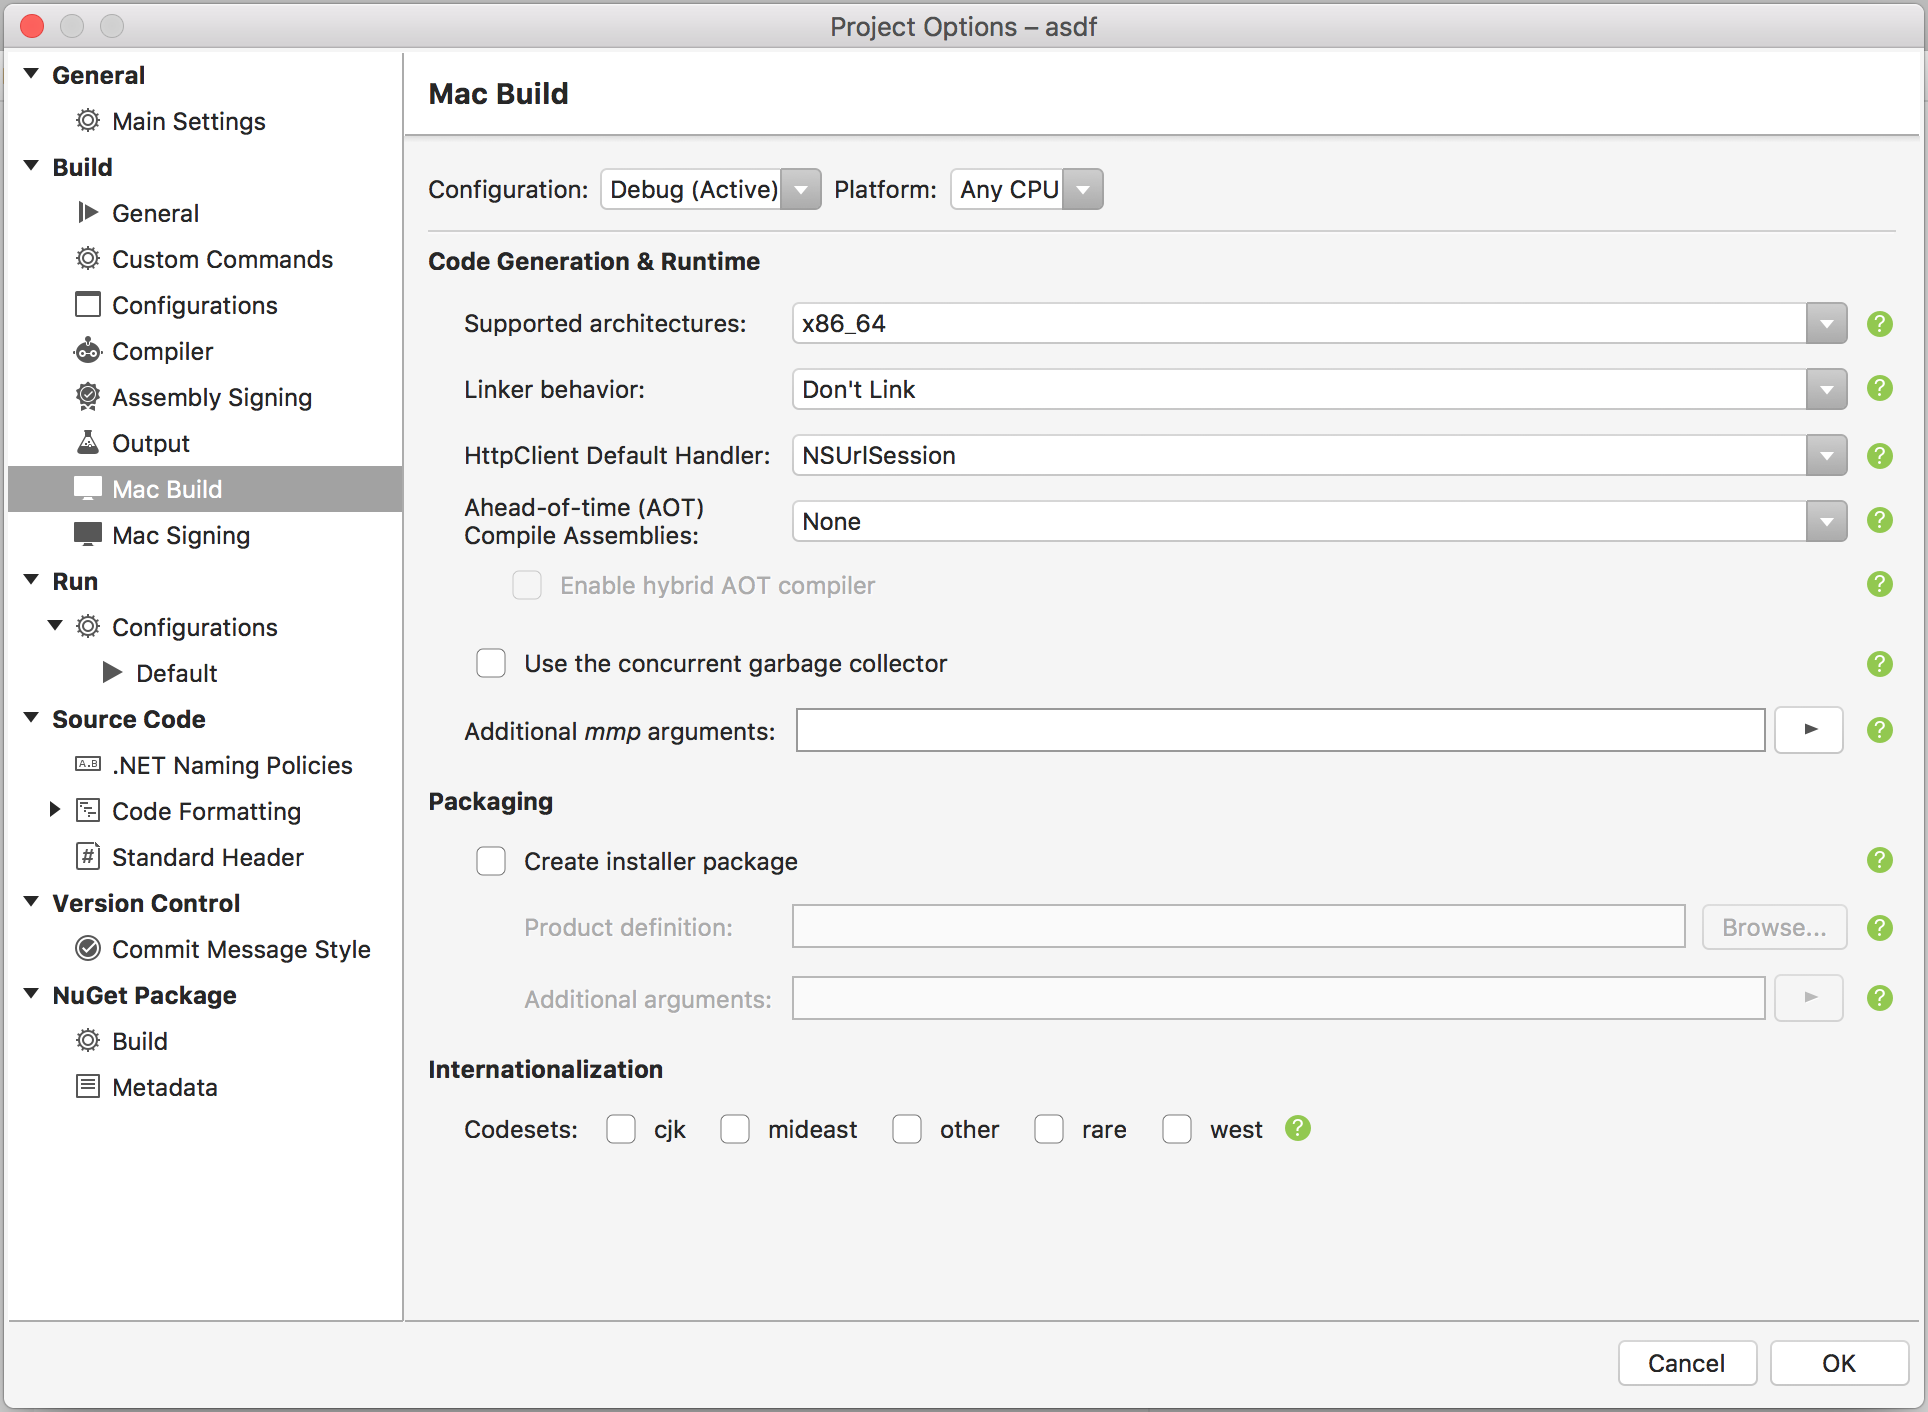 Project Options – asdf
General
Main Settings
Build
General
Custom Commands
Configurations
Compiler
Assembly Signing
Output
Mac Build
Mac Signing
Run
Configurations
Default
Source Code
A.B .NET Naming Policies
Code Formatting
# Standard Header
Version Control
Commit Message Style
NuGet Package
Build
Metadata
Mac Build
Configuration: Debug (Active) Platform: Any CPU
Code Generation & Runtime
Supported architectures: x86_64 ?
Linker behavior: Don't Link ?
HttpClient Default Handler: NSUrlSession ?
Ahead-of-time (AOT)
Compile Assemblies: None ?
Enable hybrid AOT compiler ?
Use the concurrent garbage collector ?
Additional mmp arguments: ?
Packaging
Create installer package ?
Product definition: Browse... ?
Additional arguments: ?
Internationalization
Codesets: cjk mideast other rare west ?
Cancel OK